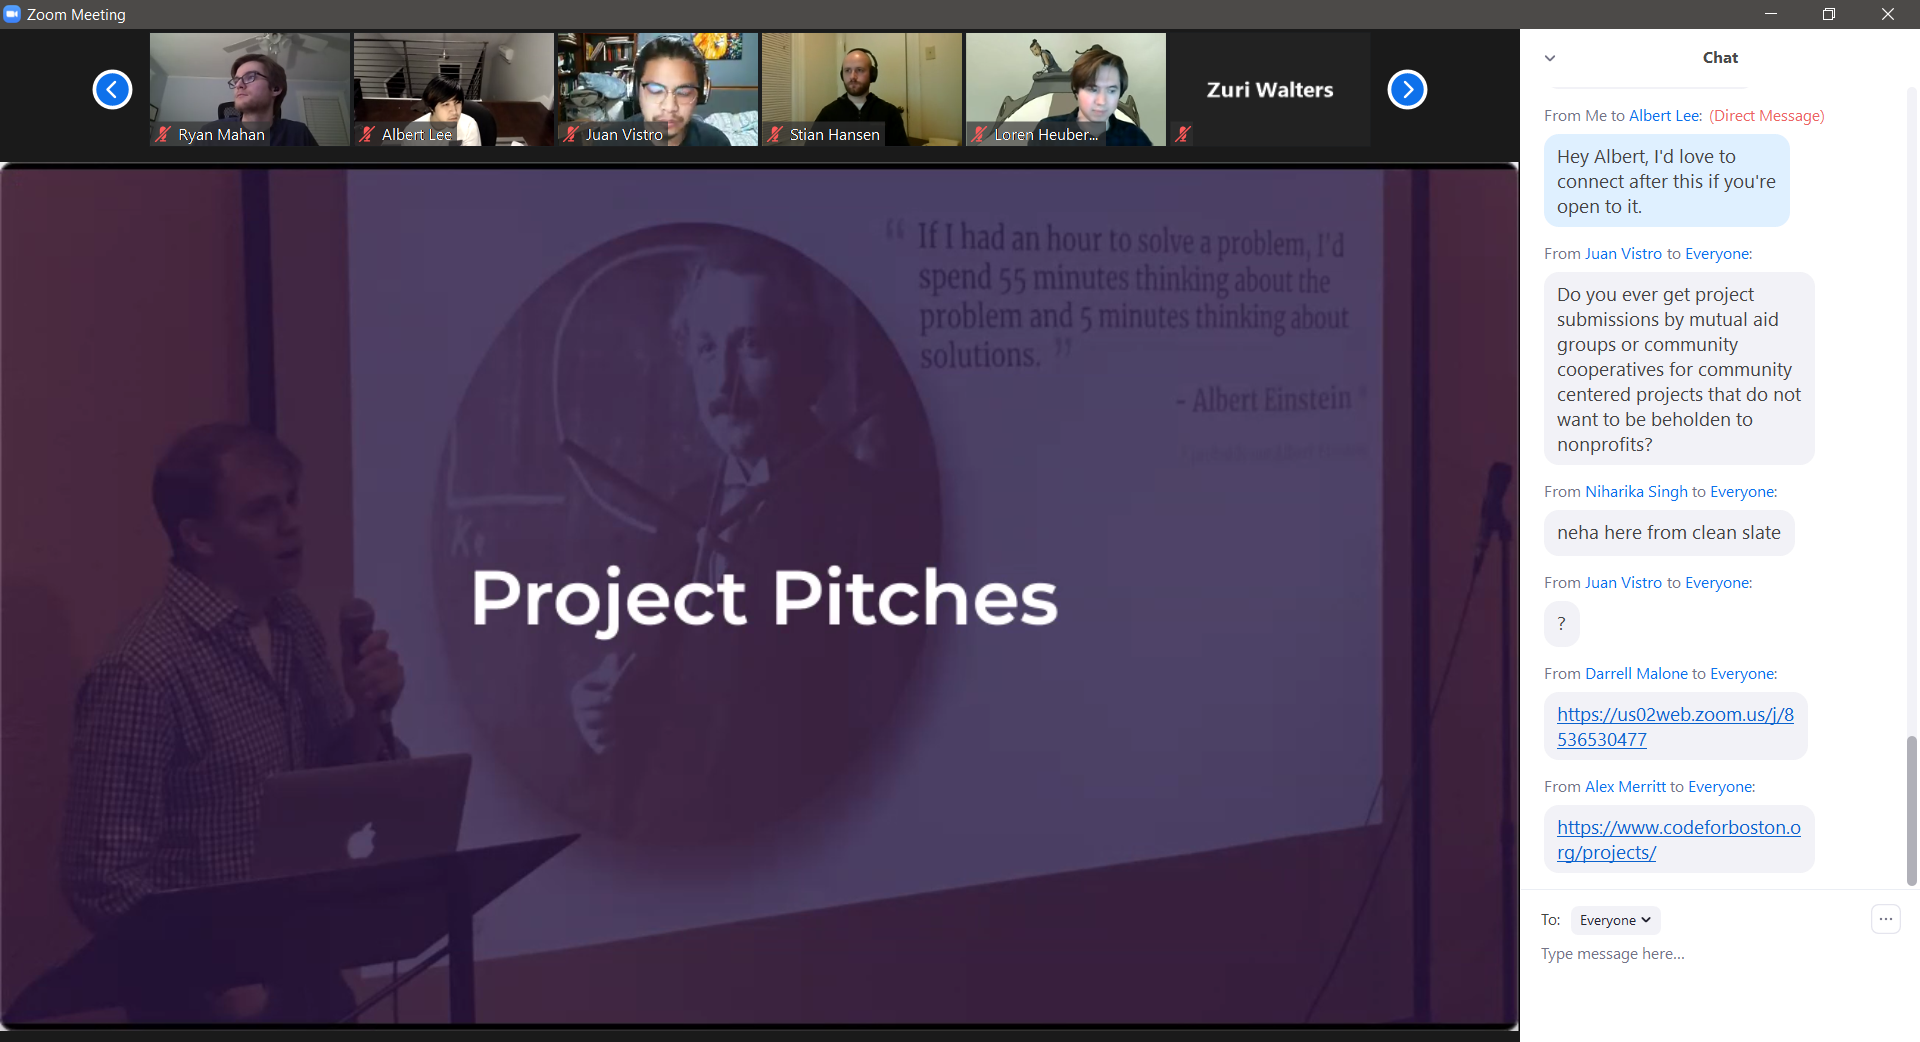 Zoom Meeting
Ryan Mahan
Albert Lee
Juan Vistro
Stian Hansen
Loren Heuber...
Zuri Walters
“ If I had an hour to solve a problem, I'd
spend 55 minutes thinking about the
problem and 5 minutes thinking about
solutions. ”
- Albert Einstein
Project Pitches
Chat
From Me to Albert Lee: (Direct Message)
Hey Albert, I'd love to
connect after this if you're
open to it.
From Juan Vistro to Everyone:
Do you ever get project
submissions by mutual aid
groups or community
cooperatives for community
centered projects that do not
want to be beholden to
nonprofits?
From Niharika Singh to Everyone:
neha here from clean slate
From Juan Vistro to Everyone:
?
From Darrell Malone to Everyone:
https://us02web.zoom.us/j/8
536530477
From Alex Merritt to Everyone:
https://www.codeforboston.o
rg/projects/
To: Everyone
Type message here...